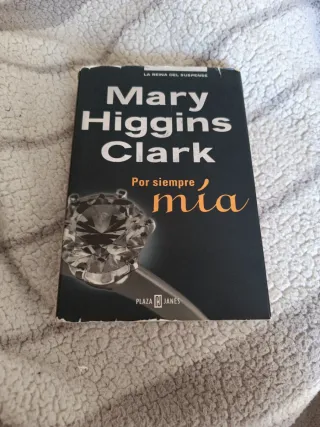 LA REINA DEL SUSPENSE
Mary
Higgins
Clark
Por siempre
mía
PLAZA JANÉS